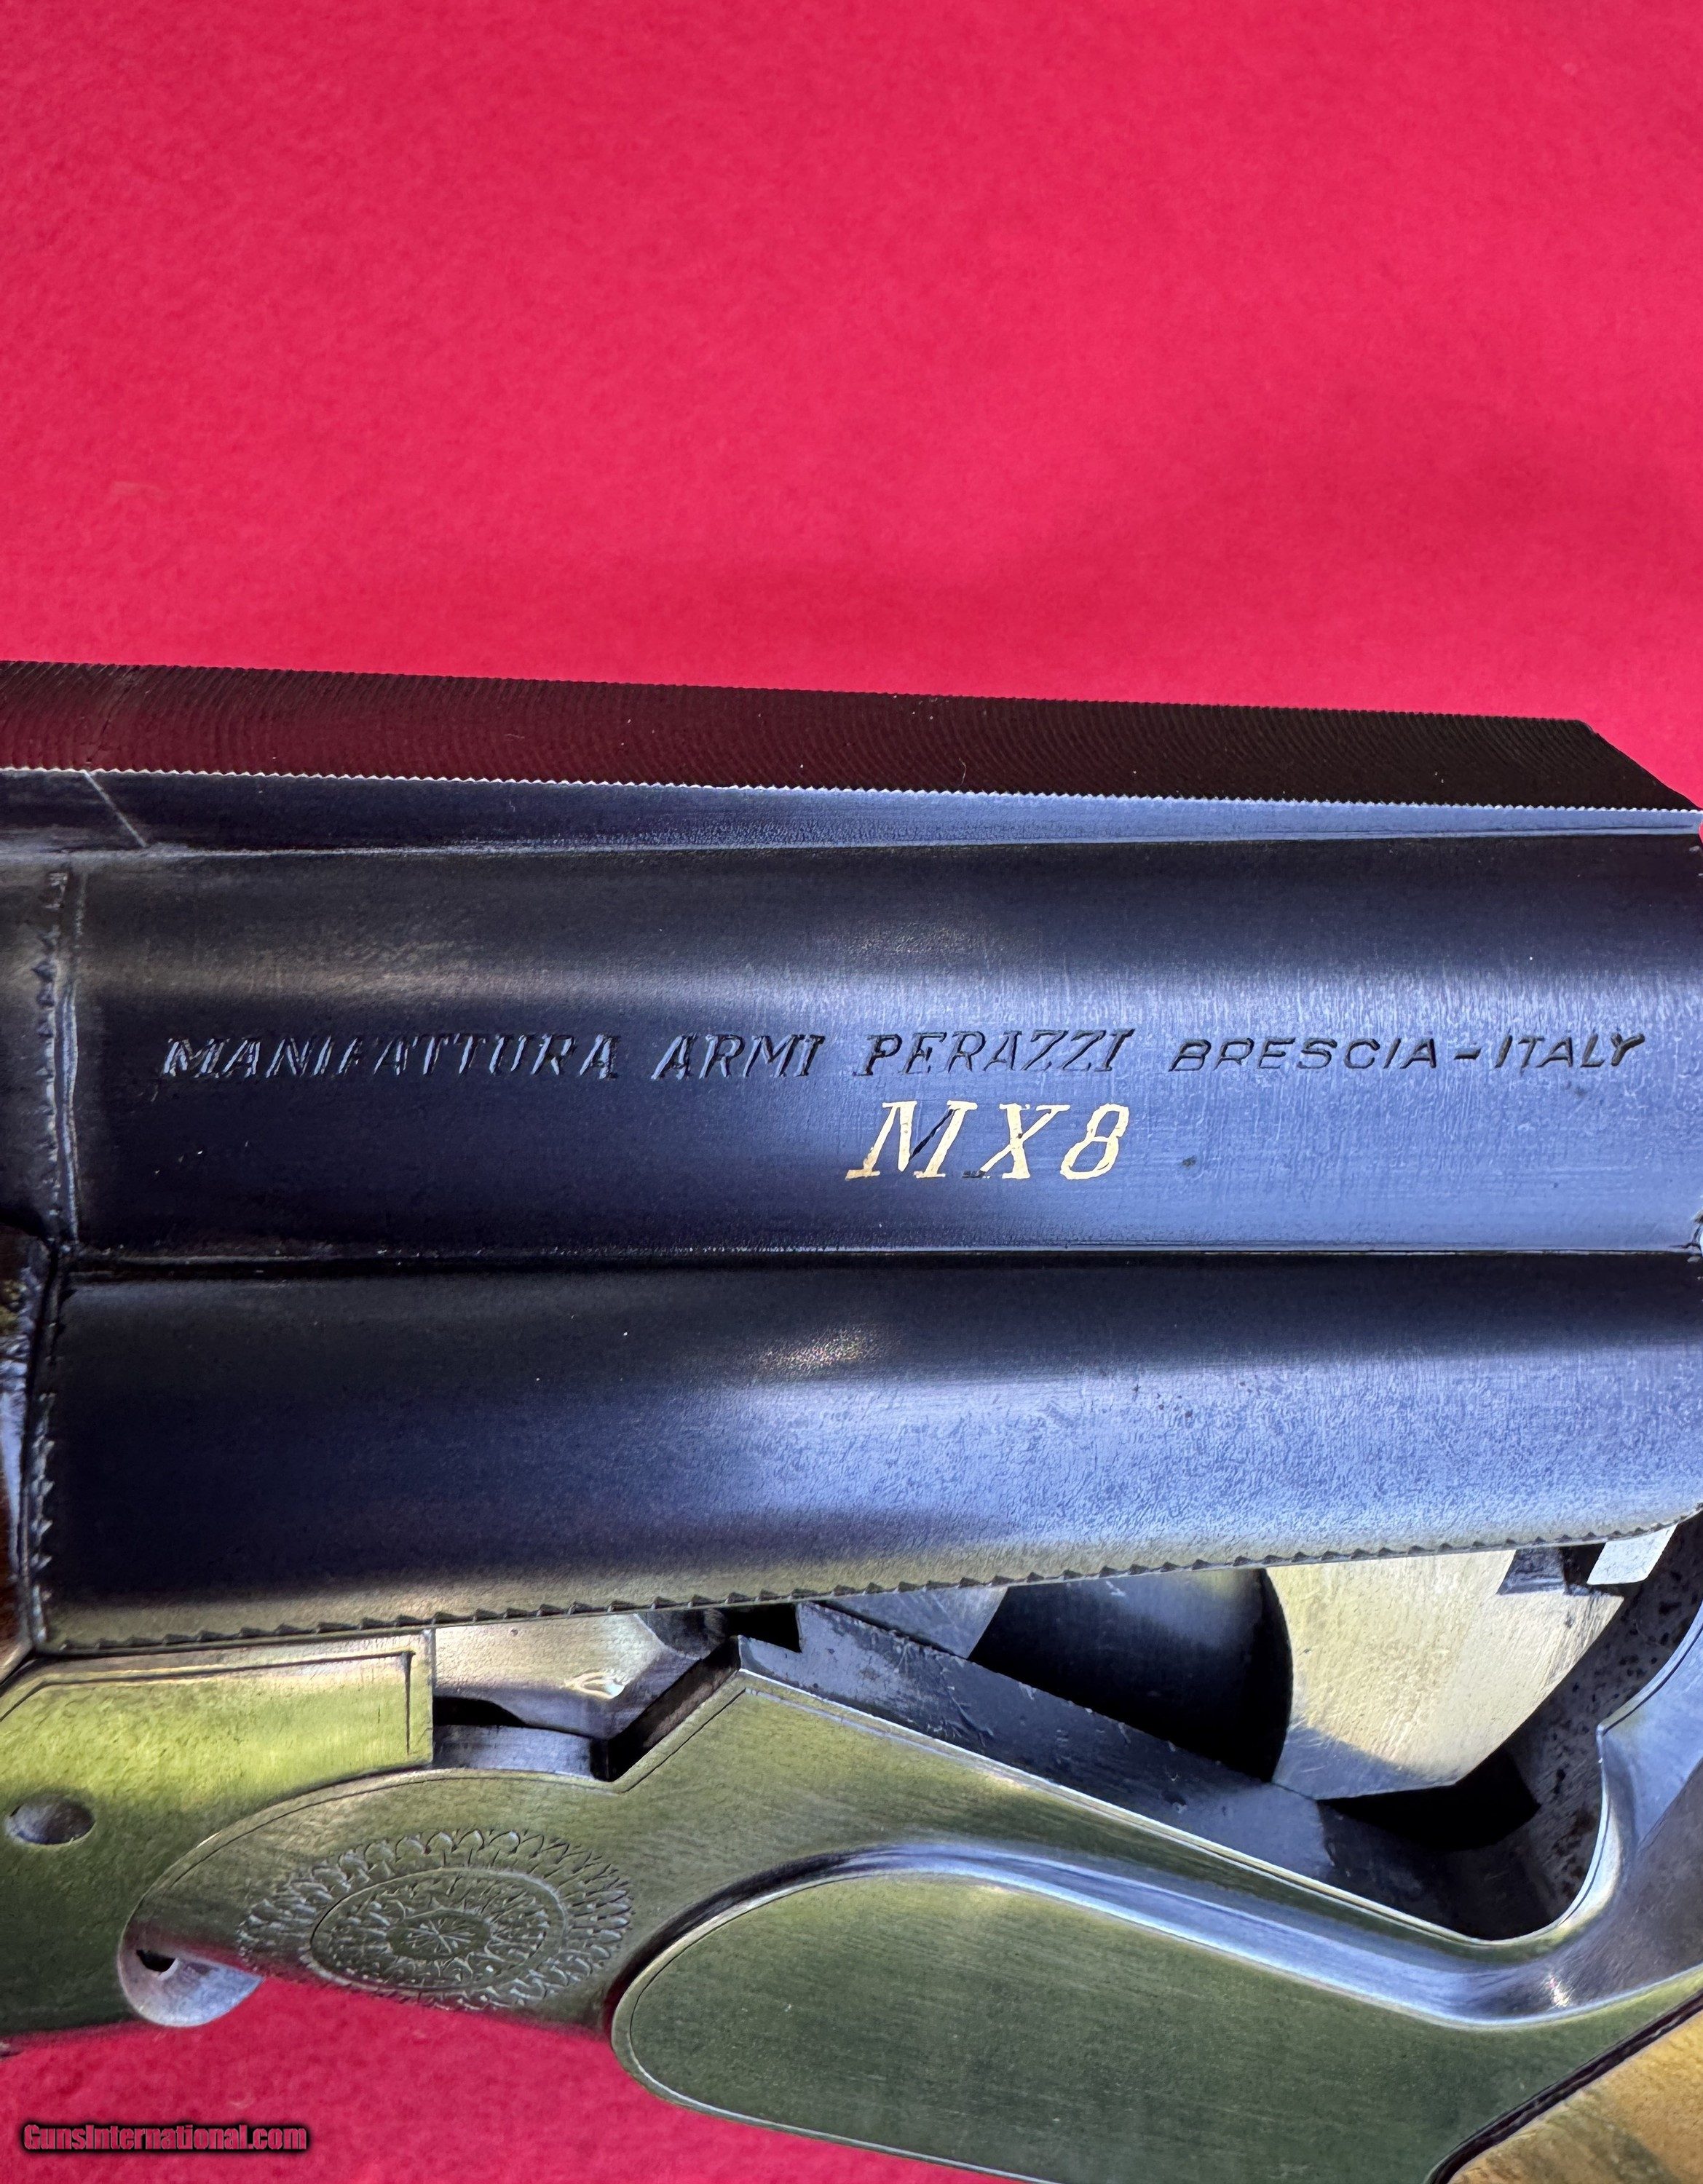 MANIFATTURA ARMI PERAZZI BRESCIA-ITALY
MX8
GunsInternational.com